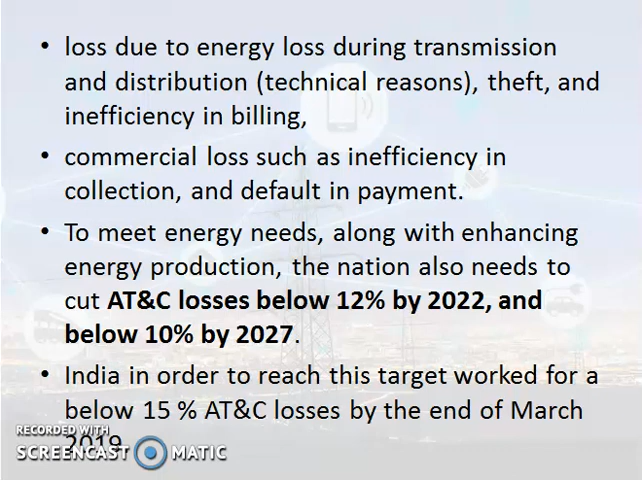 • loss due to energy loss during transmission
and distribution (technical reasons), theft, and
inefficiency in billing,
• commercial loss such as inefficiency in
collection, and default in payment.
• To meet energy needs, along with enhancing
energy production, the nation also needs to
cut AT&C losses below 12% by 2022, and
below 10% by 2027.
• India in order to reach this target worked for a
below 15 % AT&C losses by the end of March
2019.
RECORDED WITH
SCREENCAST MATIC